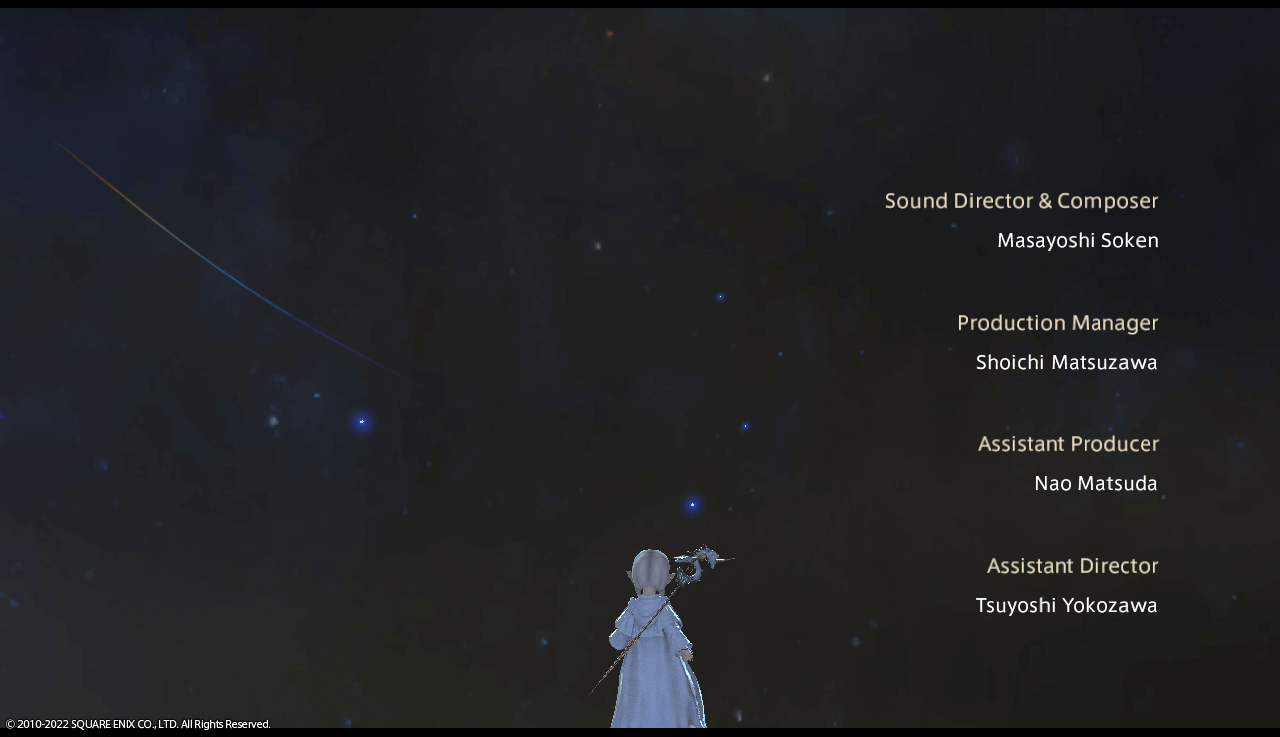 Sound Director & Composer
Masayoshi Soken
Production Manager
Shoichi Matsuzawa
Assistant Producer
Nao Matsuda
Assistant Director
Tsuyoshi Yokozawa
© 2010-2022 SQUARE ENIX CO., LTD. All Rights Reserved.